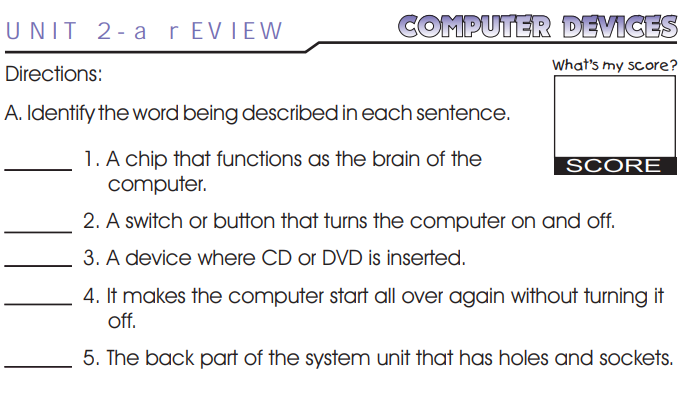 UNIT 2-a rEVIEW
COMPUTER DEVICES
What's my score?
Directions:
A. Identify the word being described in each sentence.
SCORE
______ 1. A chip that functions as the brain of the
computer.
______ 2. A switch or button that turns the computer on and off.
______ 3. A device where CD or DVD is inserted.
______ 4. It makes the computer start all over again without turning it
off.
______ 5. The back part of the system unit that has holes and sockets.